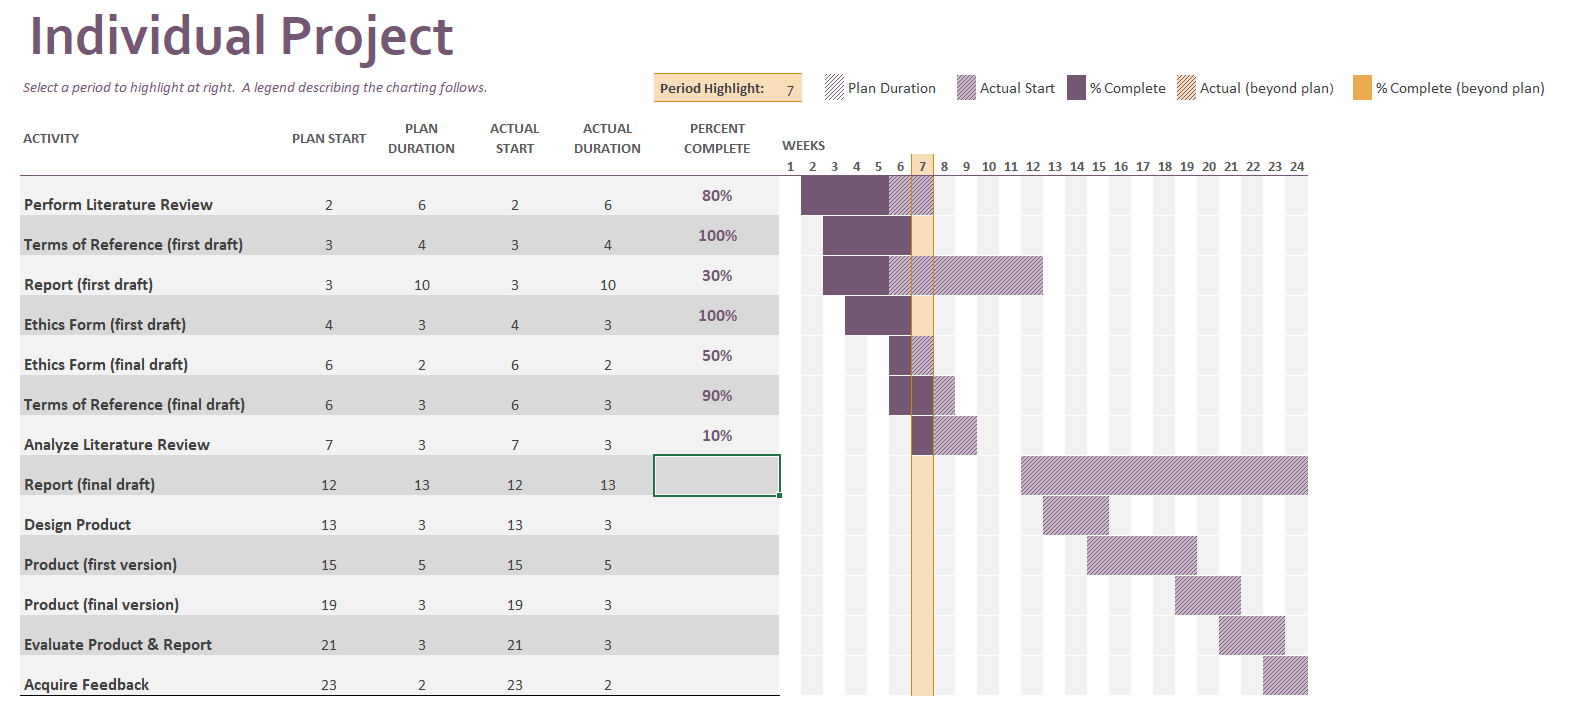 Individual Project
Select a period to highlight at right.  A legend describing the charting follows.
Period Highlight: 7 Plan Duration Actual Start % Complete Actual (beyond plan) % Complete (beyond plan)
ACTIVITY PLAN START PLAN DURATION ACTUAL START ACTUAL DURATION PERCENT COMPLETE WEEKS
1 2 3 4 5 6 7 8 9 10 11 12 13 14 15 16 17 18 19 20 21 22 23 24
Perform Literature Review 2 6 2 6 80%
Terms of Reference (first draft) 3 4 3 4 100%
Report (first draft) 3 10 3 10 30%
Ethics Form (first draft) 4 3 4 3 100%
Ethics Form (final draft) 6 2 6 2 50%
Terms of Reference (final draft) 6 3 6 3 90%
Analyze Literature Review 7 3 7 3 10%
Report (final draft) 12 13 12 13
Design Product 13 3 13 3
Product (first version) 15 5 15 5
Product (final version) 19 3 19 3
Evaluate Product & Report 21 3 21 3
Acquire Feedback 23 2 23 2